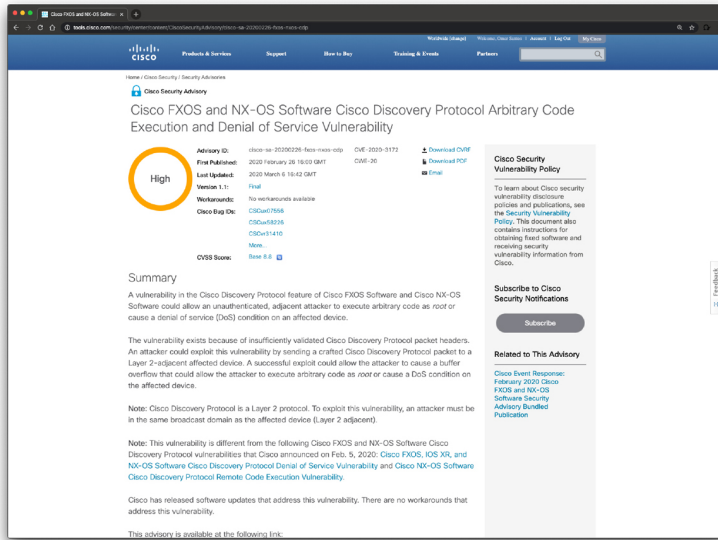 Cisco FXOS and NX-OS Softw
tools.cisco.com/security/center/content/CiscoSecurityAdvisory/cisco-sa-20200226-fxos-nxos-cdp
Worldwide [change] Account Log Out My Cisco
CISCO
Products & Services Support How to Buy Training & Events Partners
Home / Cisco Security / Security Advisories
Cisco Security Advisory
Cisco FXOS and NX-OS Software Cisco Discovery Protocol Arbitrary Code
Execution and Denial of Service Vulnerability
High
Advisory ID: cisco-sa-20200226-fxos-nxos-cdp
First Published: 2020 February 26 16:00 GMT
Last Updated: 2020 March 6 19:42 GMT
Version 1.1: Final
Workarounds: No workarounds available
Cisco Bug IDs: CSCux07556
CSCux58226
CSCvr31410
More...
CVSS Score: Base 8.8
CVE-2020-3172
CWE-20
Download CVRF
Download PDF
Email
Summary
A vulnerability in the Cisco Discovery Protocol feature of Cisco FXOS Software and Cisco NX-OS
Software could allow an unauthenticated, adjacent attacker to execute arbitrary code as root or
cause a denial of service (DoS) condition on an affected device.
The vulnerability exists because of insufficiently validated Cisco Discovery Protocol packet headers.
An attacker could exploit this vulnerability by sending a crafted Cisco Discovery Protocol packet to a
Layer 2-adjacent affected device. A successful exploit could allow the attacker to cause a buffer
overflow that could allow the attacker to execute arbitrary code as root or cause a DoS condition on
the affected device.
Note: Cisco Discovery Protocol is a Layer 2 protocol. To exploit this vulnerability, an attacker must be
in the same broadcast domain as the affected device (Layer 2 adjacent).
Note: This vulnerability is different from the following Cisco FXOS and NX-OS Software Cisco
Discovery Protocol vulnerabilities that Cisco announced on Feb. 5, 2020: Cisco FXOS, IOS XR, and
NX-OS Software Cisco Discovery Protocol Denial of Service Vulnerability and Cisco NX-OS Software
Cisco Discovery Protocol Remote Code Execution Vulnerability.
Cisco has released software updates that address this vulnerability. There are no workarounds that
address this vulnerability.
This advisory is available at the following link:
Cisco Security
Vulnerability Policy
To learn about Cisco security
vulnerability disclosure
policies and publications, see
the Security Vulnerability
Policy. This document also
contains instructions for
obtaining fixed software and
receiving security
vulnerability information from
Cisco.
Subscribe to Cisco
Security Notifications
Subscribe
Related to This Advisory
Cisco Event Response:
February 2020 Cisco
FXOS and NX-OS
Software Security
Advisory Bundled
Publication
Feedback